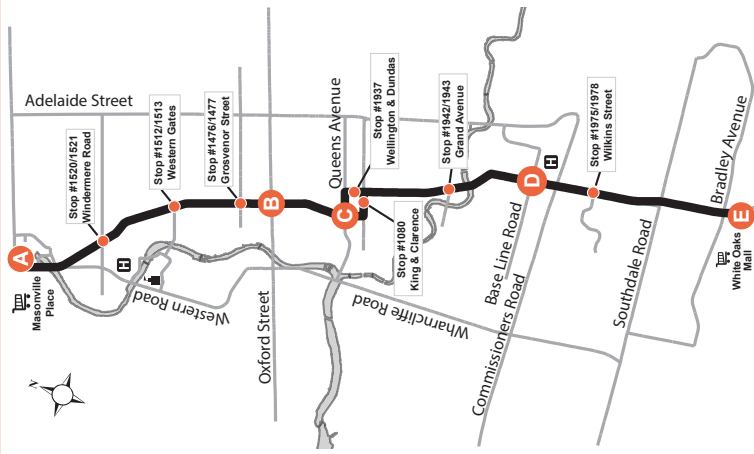 Adelaide Street
Stop #1520/1521
Windermere Road
Stop #1512/1513
Western Gates
Stop #1476/1477
Grosvenor Street
Queens Avenue
Stop #1937
Wellington & Dundas
Stop #1942/1943
Grand Avenue
Stop #1975/1978
Wilkins Street
A
B
C
D
E
H
H
Masonville
Place
Western Road
Oxford Street
Stop #1080
King & Clarence
Wharncliffe Road
Base Line Road
Commissioners Road
Southdale Road
Bradley Avenue
White Oaks
Mall
N